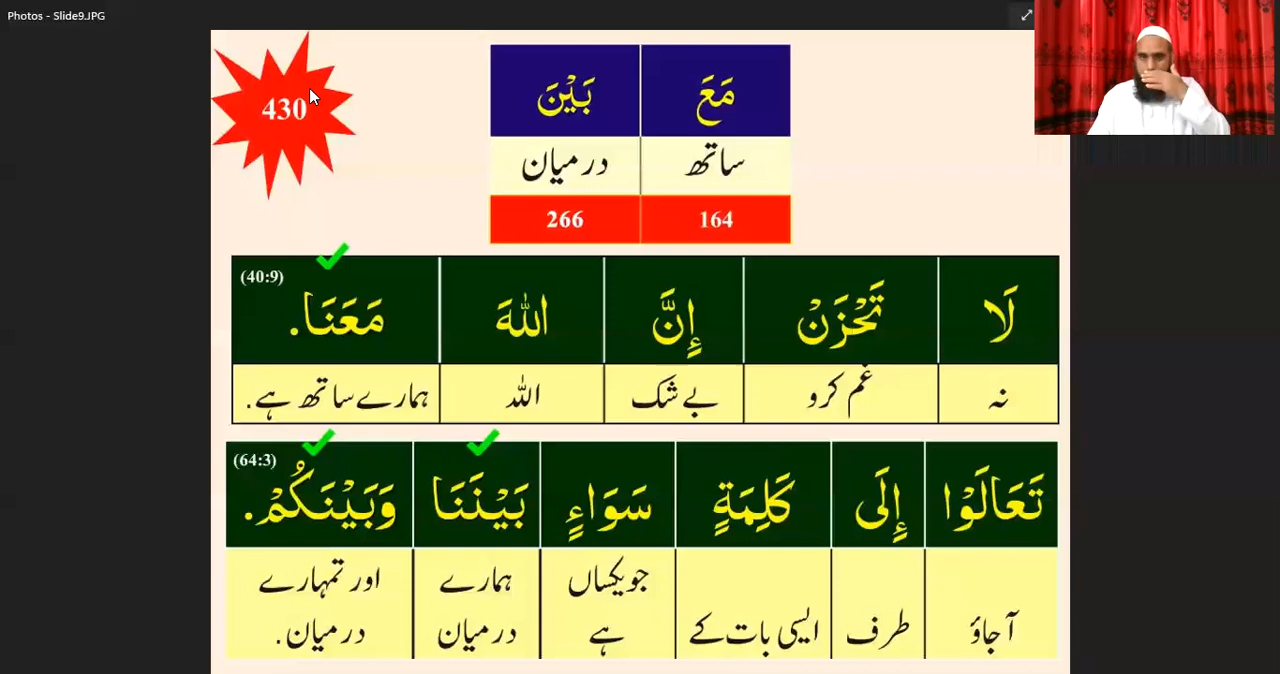 Photos - Slide9.JPG
430
مَعَ بَيْنَ
ساتھ درمیان
164 266
لَا تَحْزَنْ إِنَّ اللهَ مَعَنَا. (40:9)
نہ غم کرو بے شک اللہ ہمارے ساتھ ہے.
تَعَالَوْا إِلَى كَلِمَةٍ سَوَاءٍ بَيْنَنَا وَبَيْنَكُمْ. (64:3)
آجاؤ طرف ایسی بات کے جو یکساں ہے ہمارے درمیان اور تمہارے درمیان.